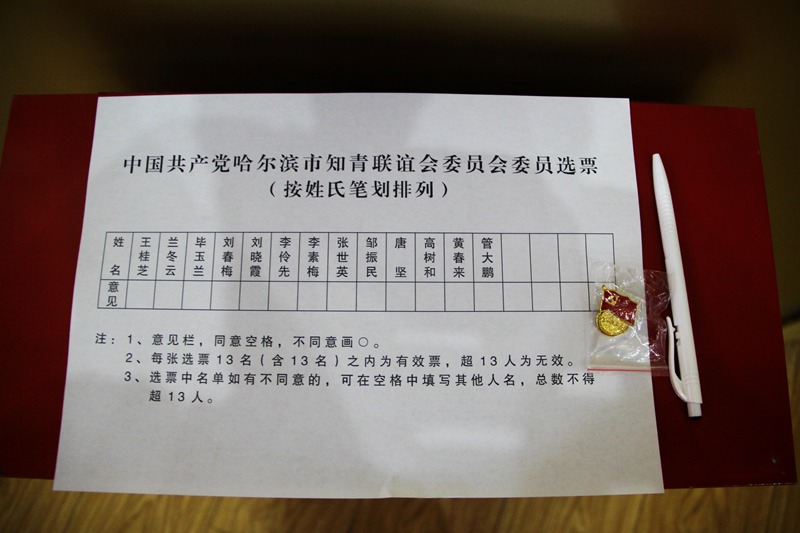 中国共产党哈尔滨市知青联谊会委员会委员选票
（按姓氏笔划排列）
姓名 王桂芝 兰冬云 毕玉兰 刘春梅 刘晓霞 李伶先 李素梅 张世英 邹振民 唐坚 高树和 黄春来 管大鹏
意见
注：1、意见栏，同意空格，不同意画○。
2、每张选票13名（含13名）之内为有效票，超13人为无效。
3、选票中名单如有不同意的，可在空格中填写其他人名，总数不得
超13人。